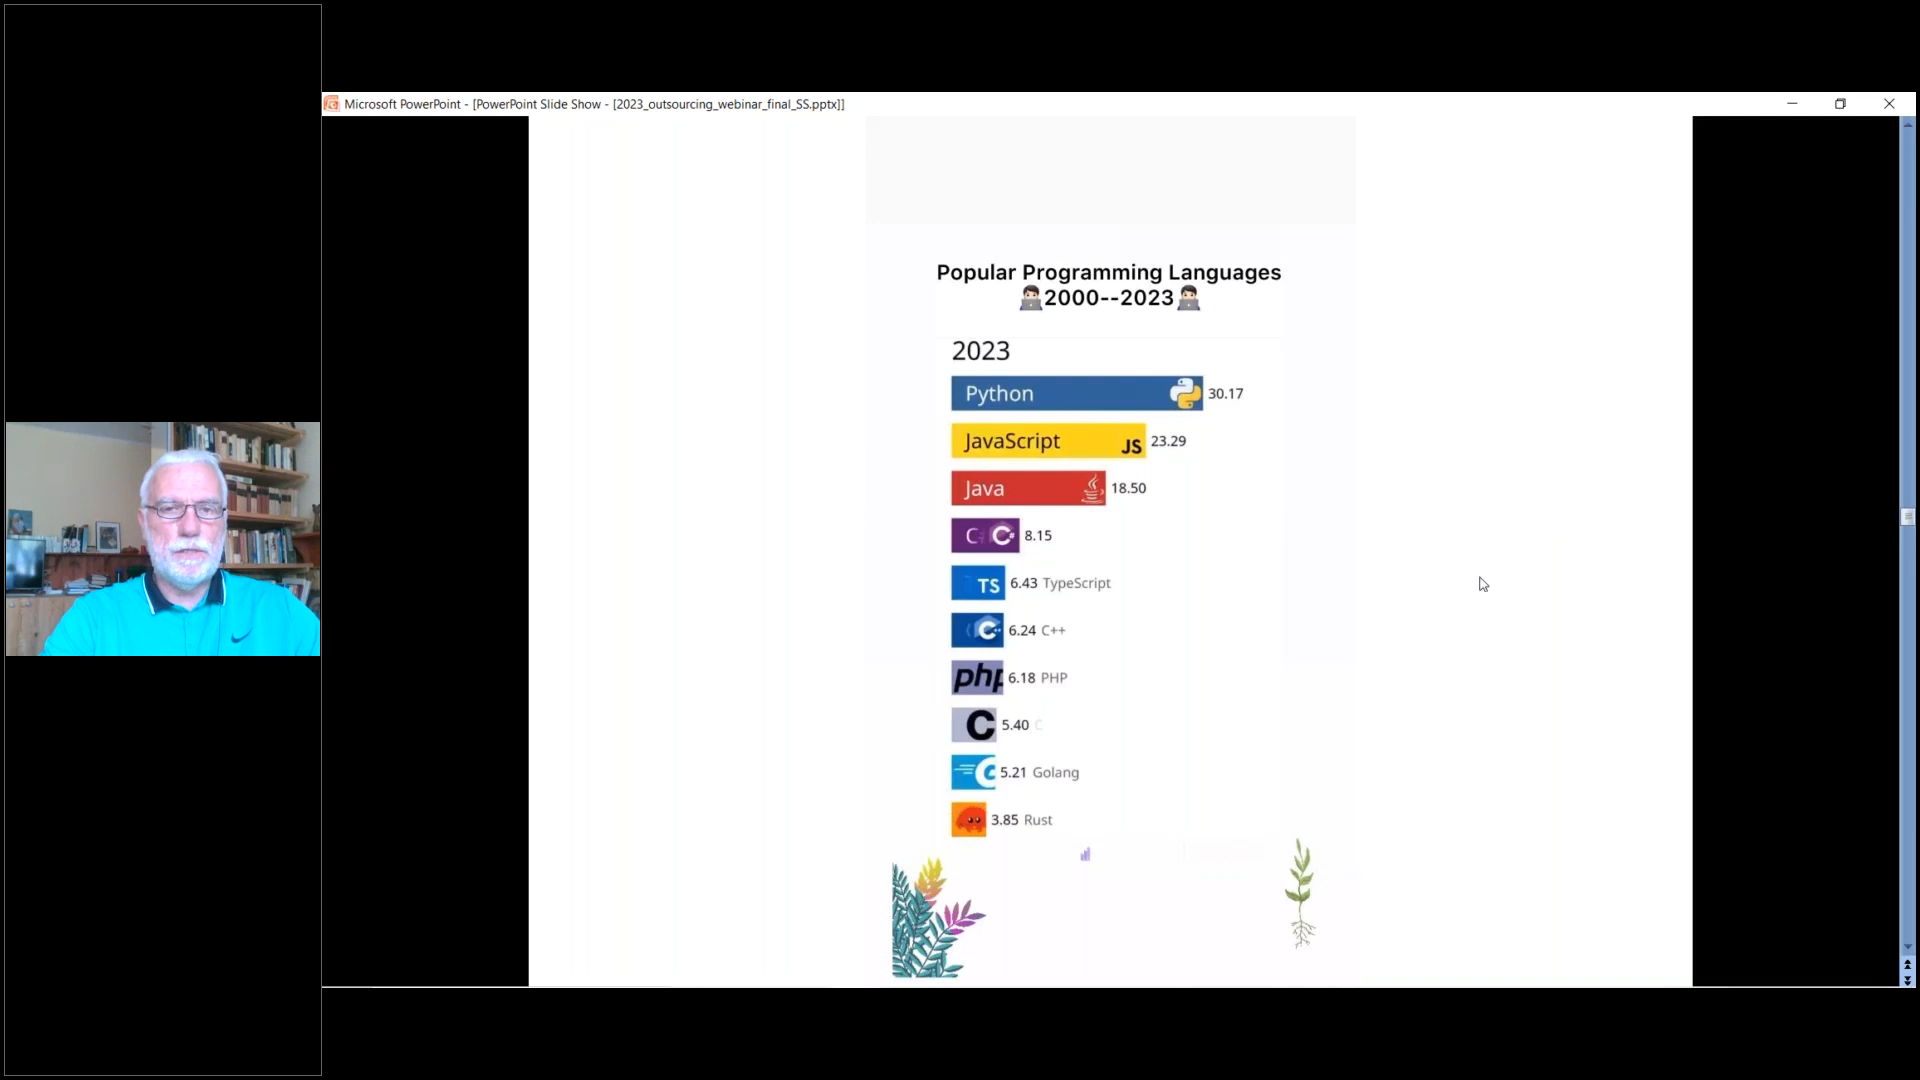 Microsoft PowerPoint - [PowerPoint Slide Show - [2023_outsourcing_webinar_final_SS.pptx]]
Popular Programming Languages
2000--2023
2023
Python 30.17
JavaScript JS 23.29
Java 18.50
C# 8.15
TS 6.43 TypeScript
C++ 6.24 C++
php 6.18 PHP
C 5.40 C
5.21 Golang
3.85 Rust